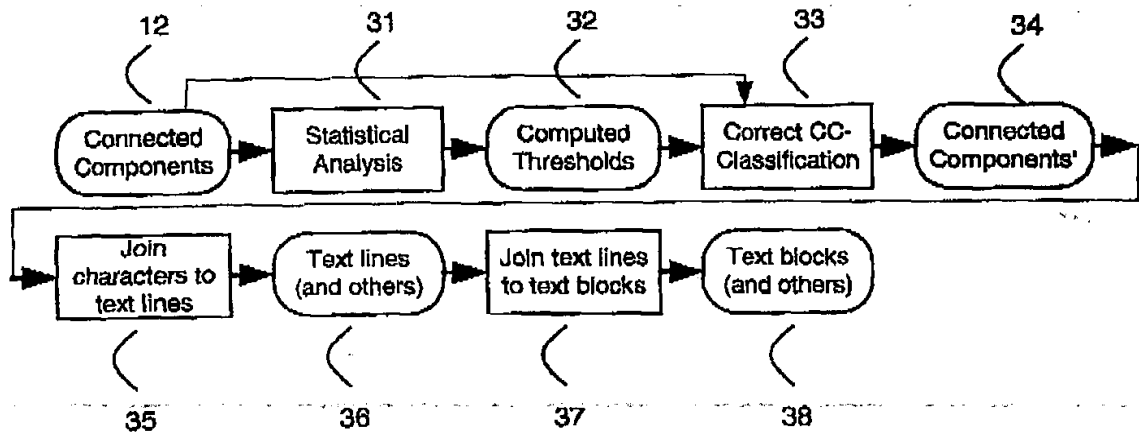 12
31
32
33
34
Connected
Components
Statistical
Analysis
Computed
Thresholds
Correct CC-
Classification
Connected
Components'
Join
characters to
text lines
Text lines
(and others)
Join text lines
to text blocks
Text blocks
(and others)
35
36
37
38